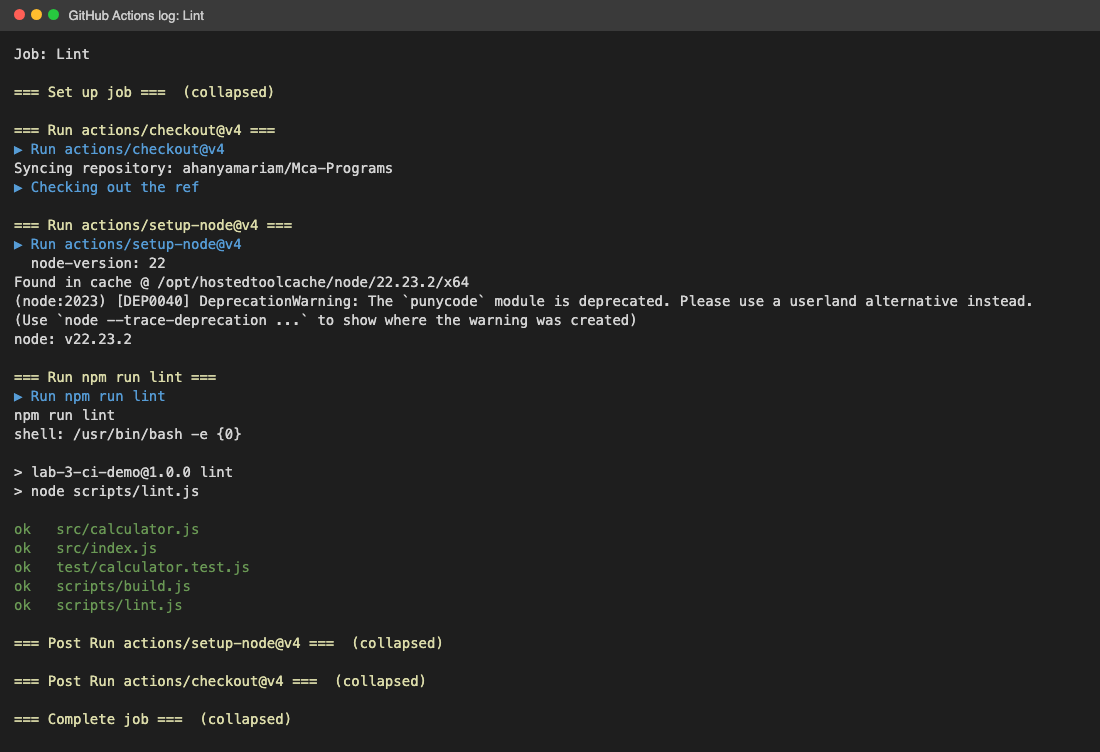 GitHub Actions log: Lint
Job: Lint
=== Set up job ===  (collapsed)
=== Run actions/checkout@v4 ===
▶ Run actions/checkout@v4
Syncing repository: ahanyamariam/Mca-Programs
▶ Checking out the ref
=== Run actions/setup-node@v4 ===
▶ Run actions/setup-node@v4
  node-version: 22
Found in cache @ /opt/hostedtoolcache/node/22.23.2/x64
(node:2023) [DEP0040] DeprecationWarning: The `punycode` module is deprecated. Please use a userland alternative instead.
(Use `node --trace-deprecation ...` to show where the warning was created)
node: v22.23.2
=== Run npm run lint ===
▶ Run npm run lint
npm run lint
shell: /usr/bin/bash -e {0}
> lab-3-ci-demo@1.0.0 lint
> node scripts/lint.js
ok   src/calculator.js
ok   src/index.js
ok   test/calculator.test.js
ok   scripts/build.js
ok   scripts/lint.js
=== Post Run actions/setup-node@v4 ===  (collapsed)
=== Post Run actions/checkout@v4 ===  (collapsed)
=== Complete job ===  (collapsed)